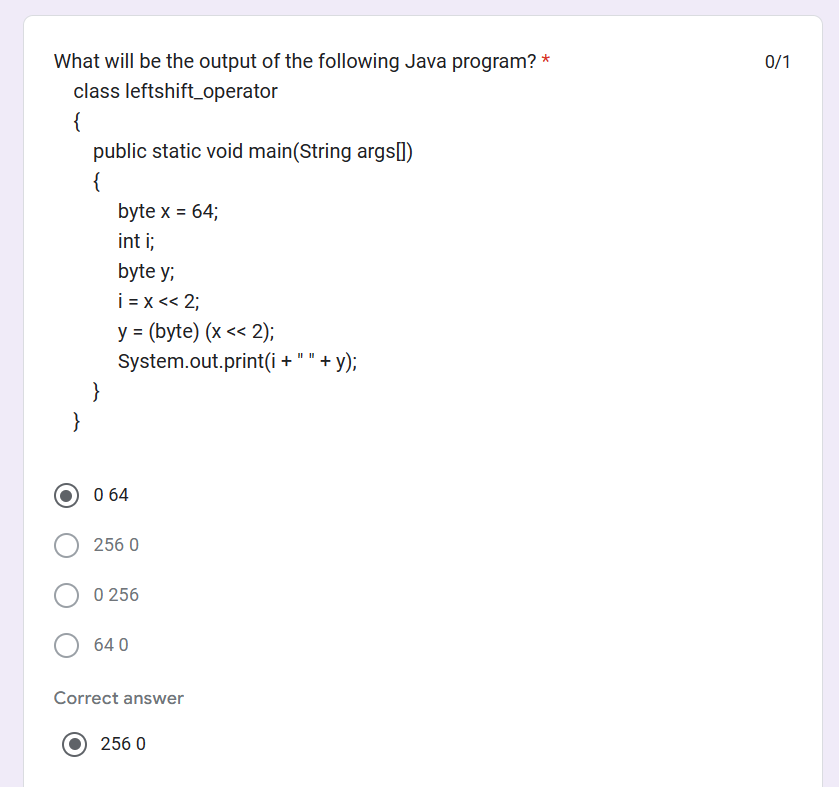 What will be the output of the following Java program? * 0/1
class leftshift_operator
{
public static void main(String args[])
{
byte x = 64;
int i;
byte y;
i = x << 2;
y = (byte) (x << 2);
System.out.print(i + " " + y);
}
}
0 64
256 0
0 256
64 0
Correct answer
256 0